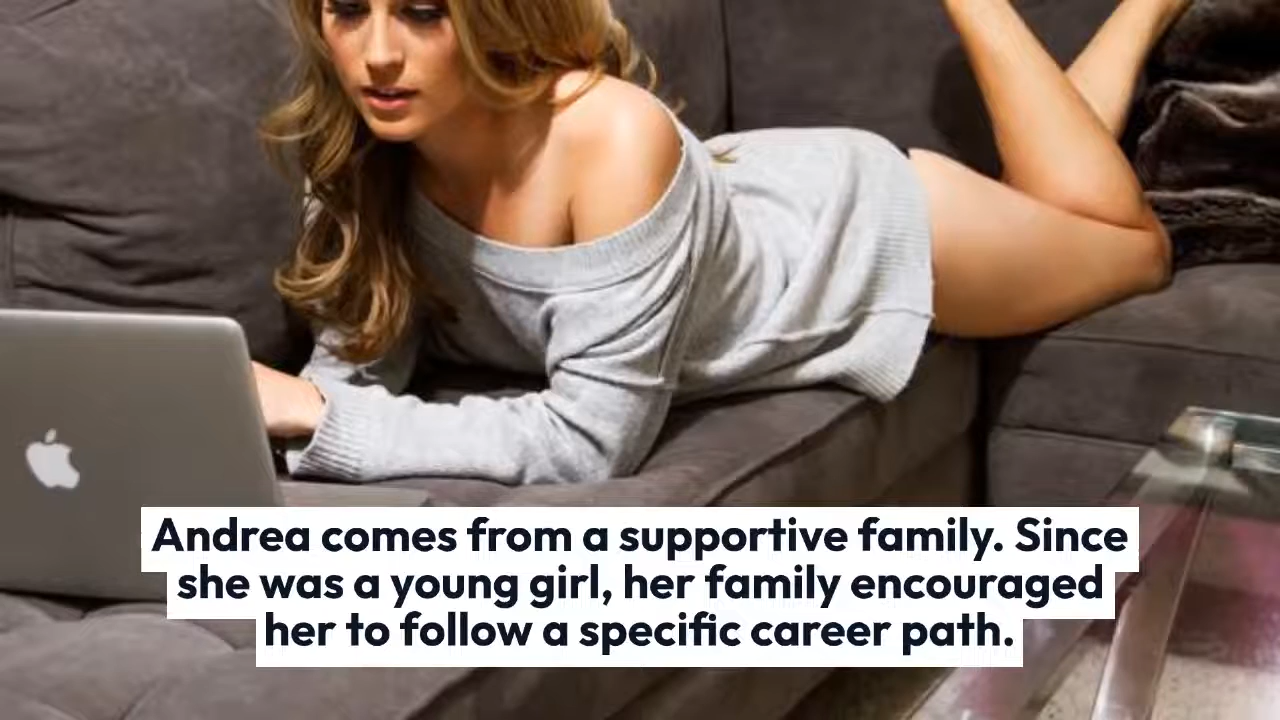 Andrea comes from a supportive family. Since
she was a young girl, her family encouraged
her to follow a specific career path.